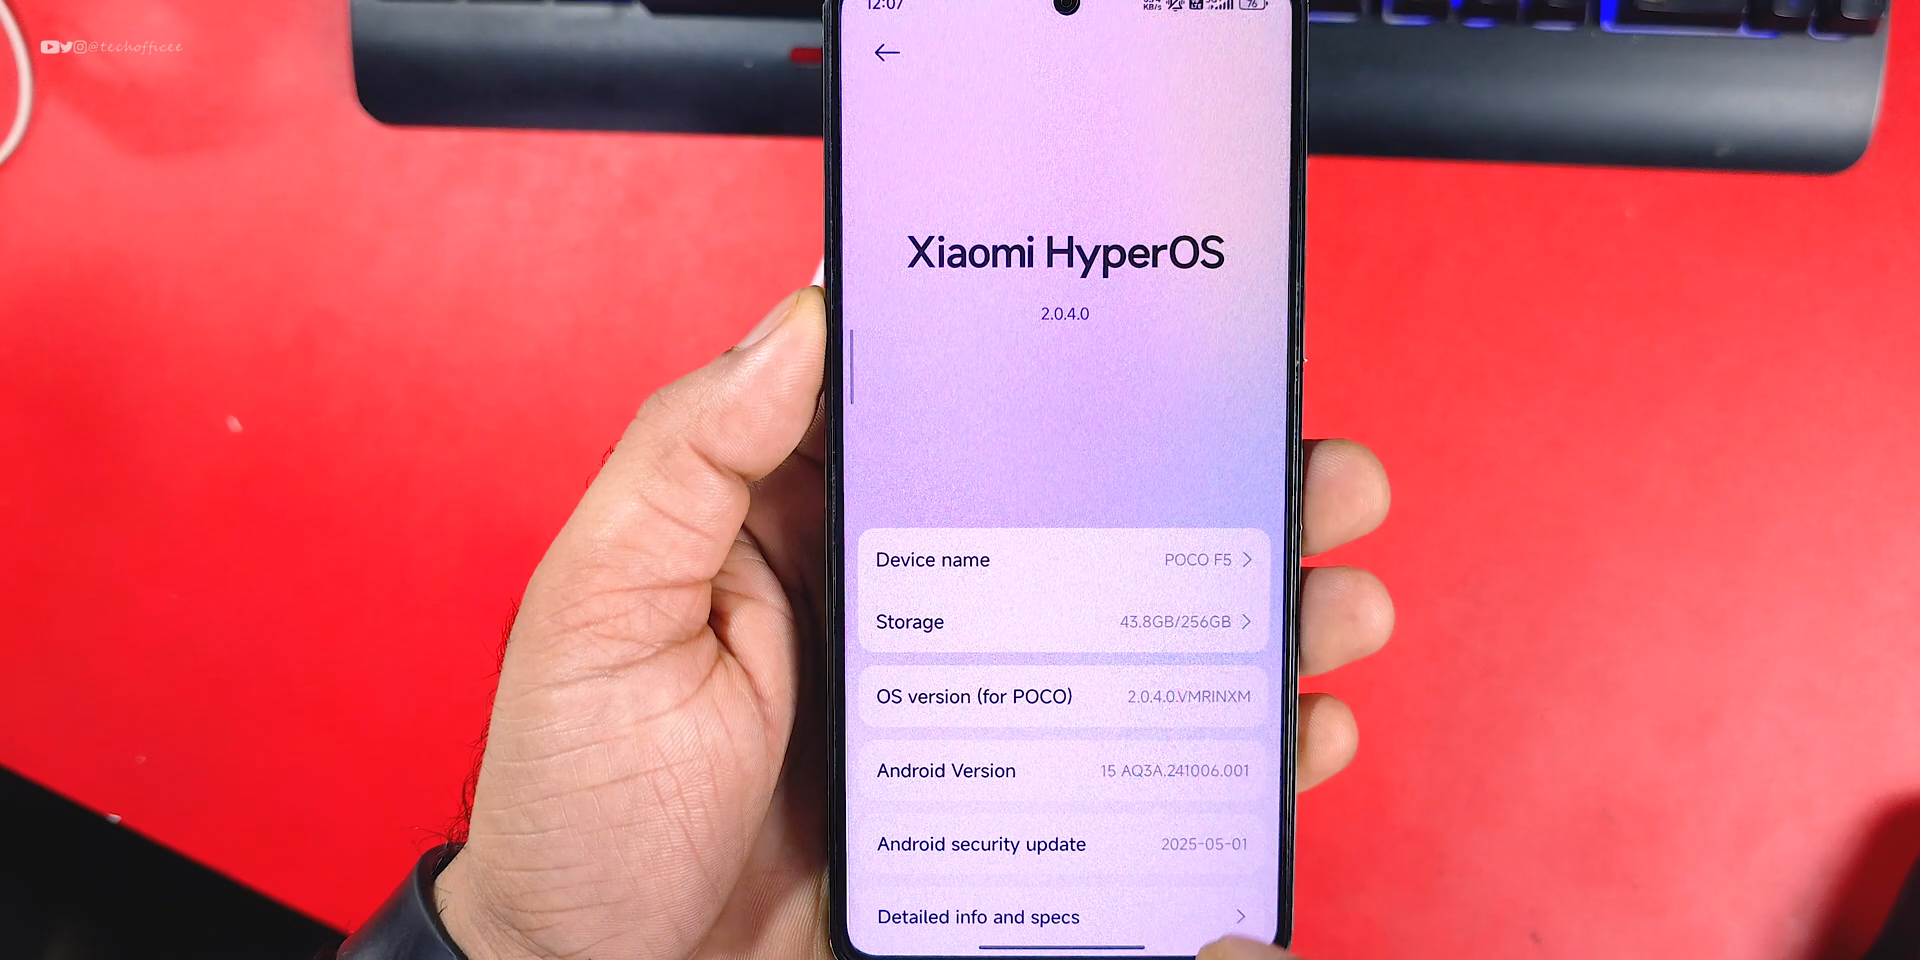 @techofficee
12:07
KB/s
76
Xiaomi HyperOS
2.0.4.0
Device name POCO F5
Storage 43.8GB/256GB
OS version (for POCO) 2.0.4.0.VMRINXM
Android Version 15 AQ3A.241006.001
Android security update 2025-05-01
Detailed info and specs